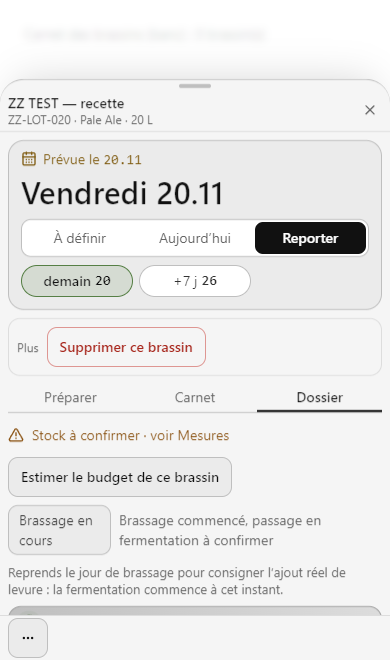 ZZ TEST — recette
ZZ-LOT-020 · Pale Ale · 20 L
Prévue le 20.11
Vendredi 20.11
À définir Aujourd'hui Reporter
demain 20 +7 j 26
Plus Supprimer ce brassin
Préparer Carnet Dossier
Stock à confirmer · voir Mesures
Estimer le budget de ce brassin
Brassage en cours
Brassage commencé, passage en fermentation à confirmer
Reprends le jour de brassage pour consigner l'ajout réel de
levure : la fermentation commence à cet instant.
...